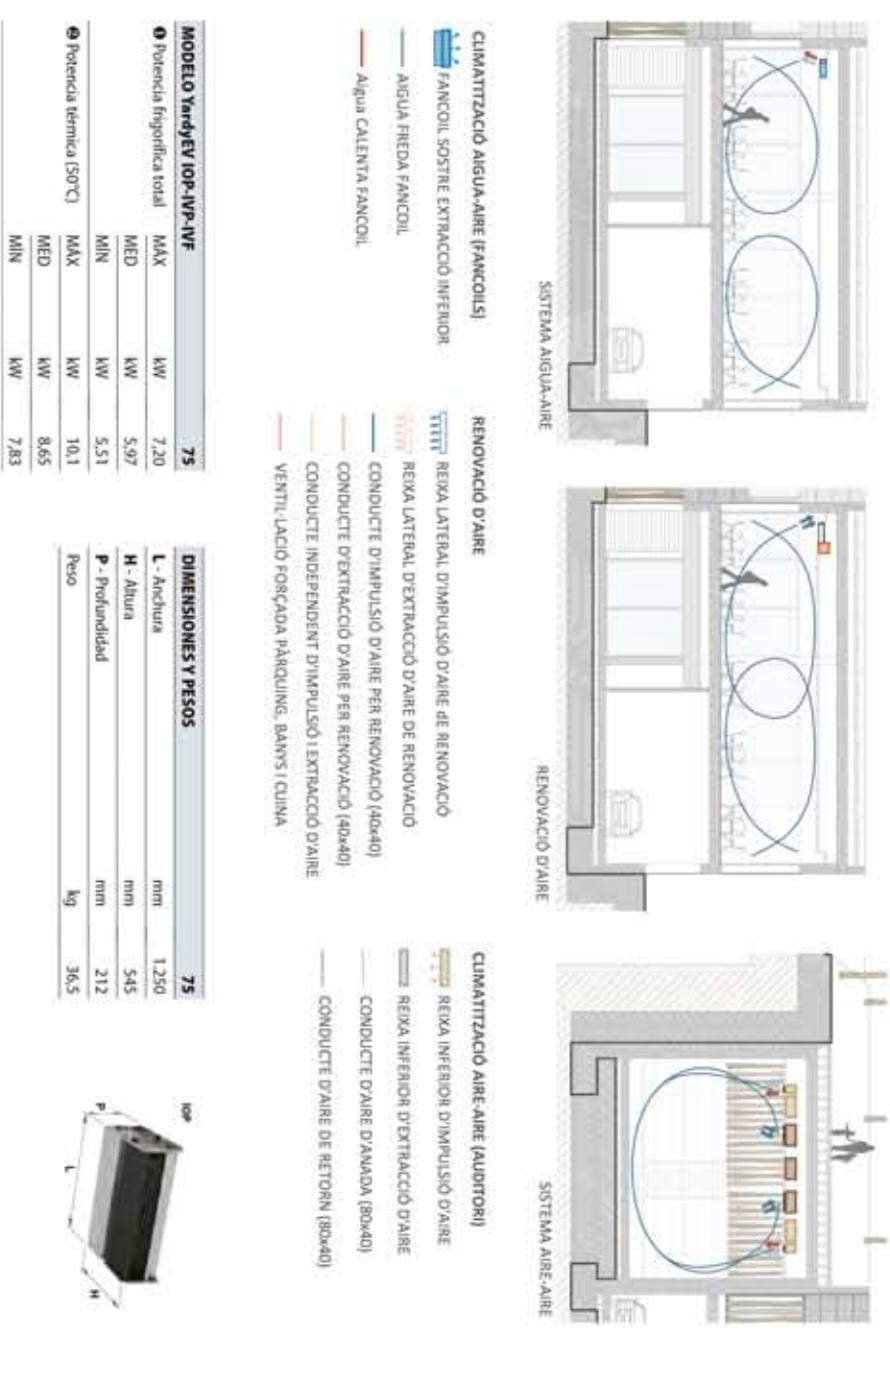 SISTEMA AIGUA-AIRE
RENOVACIÓ D'AIRE
SISTEMA AIRE-AIRE
CLIMATITZACIÓ AIGUA-AIRE (FANCOILS)
FANCOIL SOSTRE EXTRACCIÓ INFERIOR
AIGUA FREDA FANCOIL
Aigua CALENTA FANCOIL
RENOVACIÓ D'AIRE
REIXA LATERAL D'IMPULSIÓ D'AIRE dE RENOVACIÓ
REIXA LATERAL D'EXTRACCIÓ D'AIRE DE RENOVACIÓ
CONDUCTE D'IMPULSIÓ D'AIRE PER RENOVACIÓ (40x40)
CONDUCTE D'EXTRACCIÓ D'AIRE PER RENOVACIÓ (40x40)
CONDUCTE INDEPENDENT D'IMPULSIÓ I EXTRACCIÓ D'AIRE
VENTIL·LACIÓ FORÇADA PÀRQUING, BANYS I CUINA
CLIMATITZACIÓ AIRE-AIRE (AUDITORI)
REIXA INFERIOR D'IMPULSIÓ D'AIRE
REIXA INFERIOR D'EXTRACCIÓ D'AIRE
CONDUCTE D'AIRE D'ANADA (80x40)
CONDUCTE D'AIRE DE RETORN (80x40)
MODELO YardyEV IOP-IVP-IVF 75
❶ Potencia frigorífica total MÁX kW 7,20
MED kW 5,97
MÍN kW 5,51
❷ Potencia térmica (50°C) MÁX kW 10,1
MED kW 8,65
MÍN kW 7,83
DIMENSIONES Y PESOS 75
L - Anchura mm 1.250
H - Altura mm 545
P - Profundidad mm 212
Peso kg 36,5
IOP
P
L
H